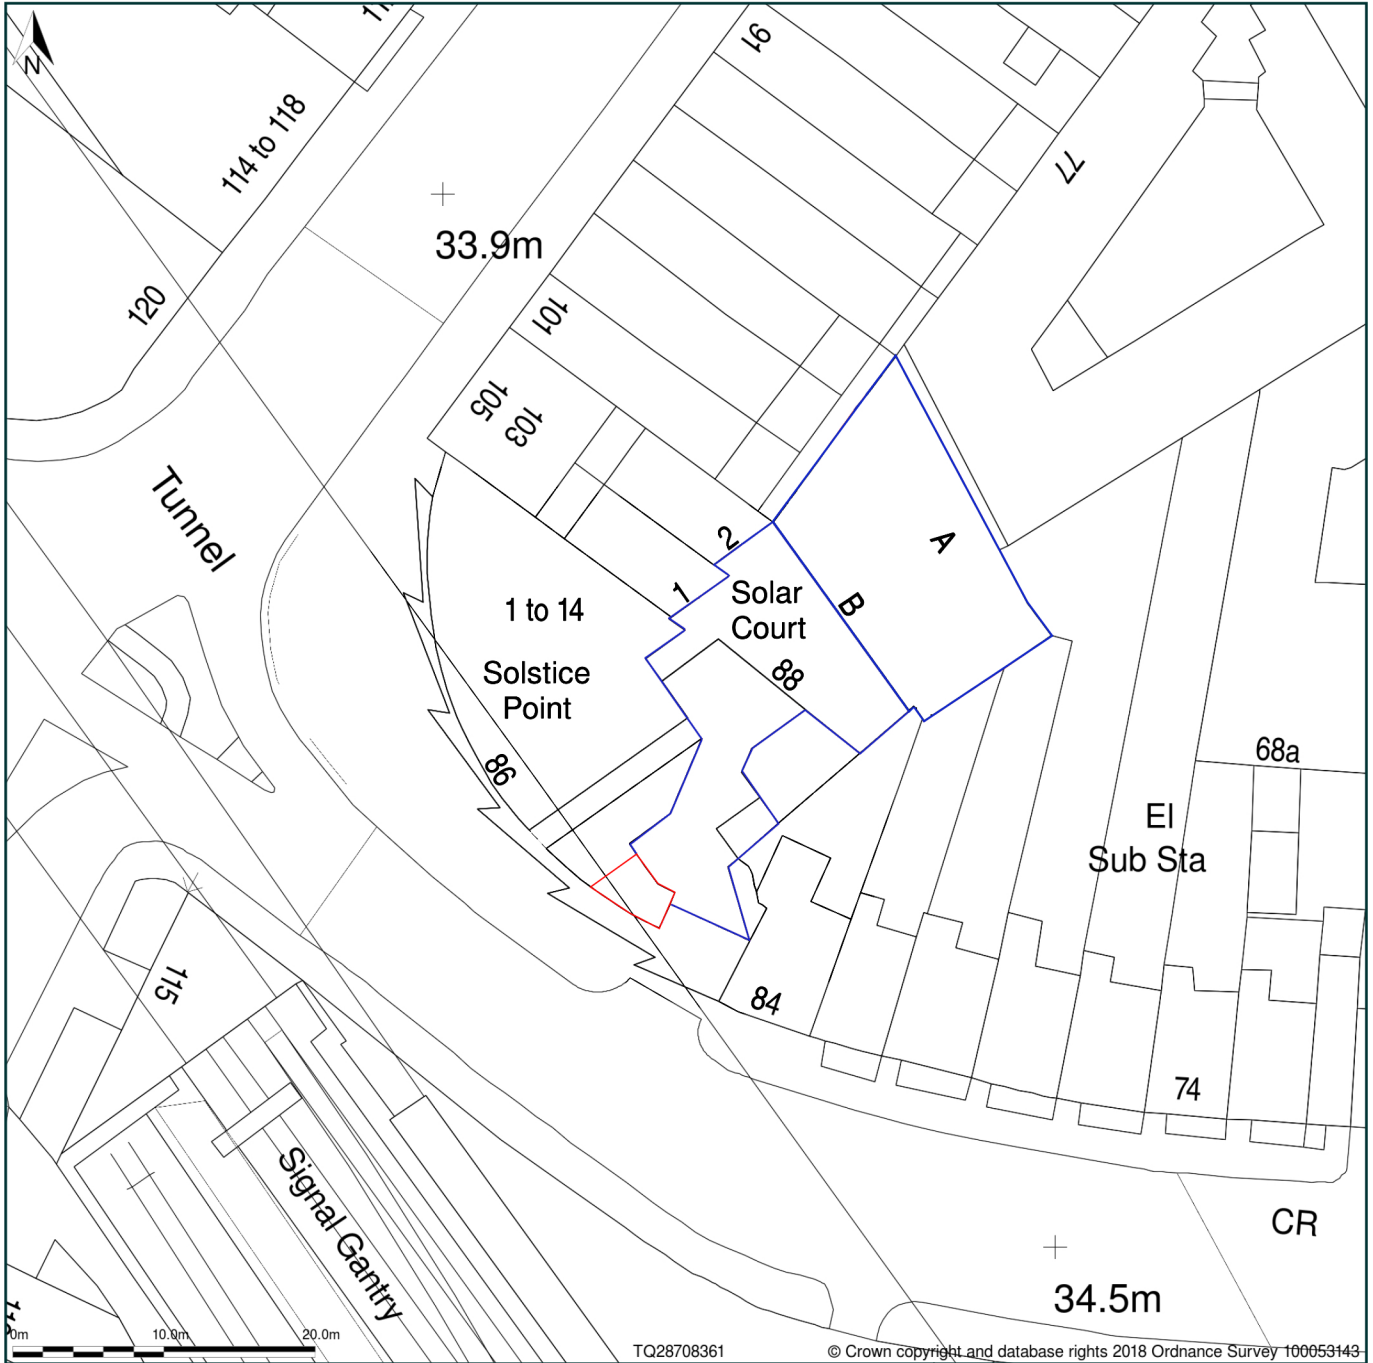 N
91
114 to 118
77
33.9m
120
101
105
103
Tunnel
2
A
1
Solar
Court
B
1 to 14
Solstice
Point
88
86
68a
El
Sub Sta
115
84
74
Signal Gantry
CR
34.5m
0m
10.0m
20.0m
TQ28708361
© Crown copyright and database rights 2018 Ordnance Survey 100053143